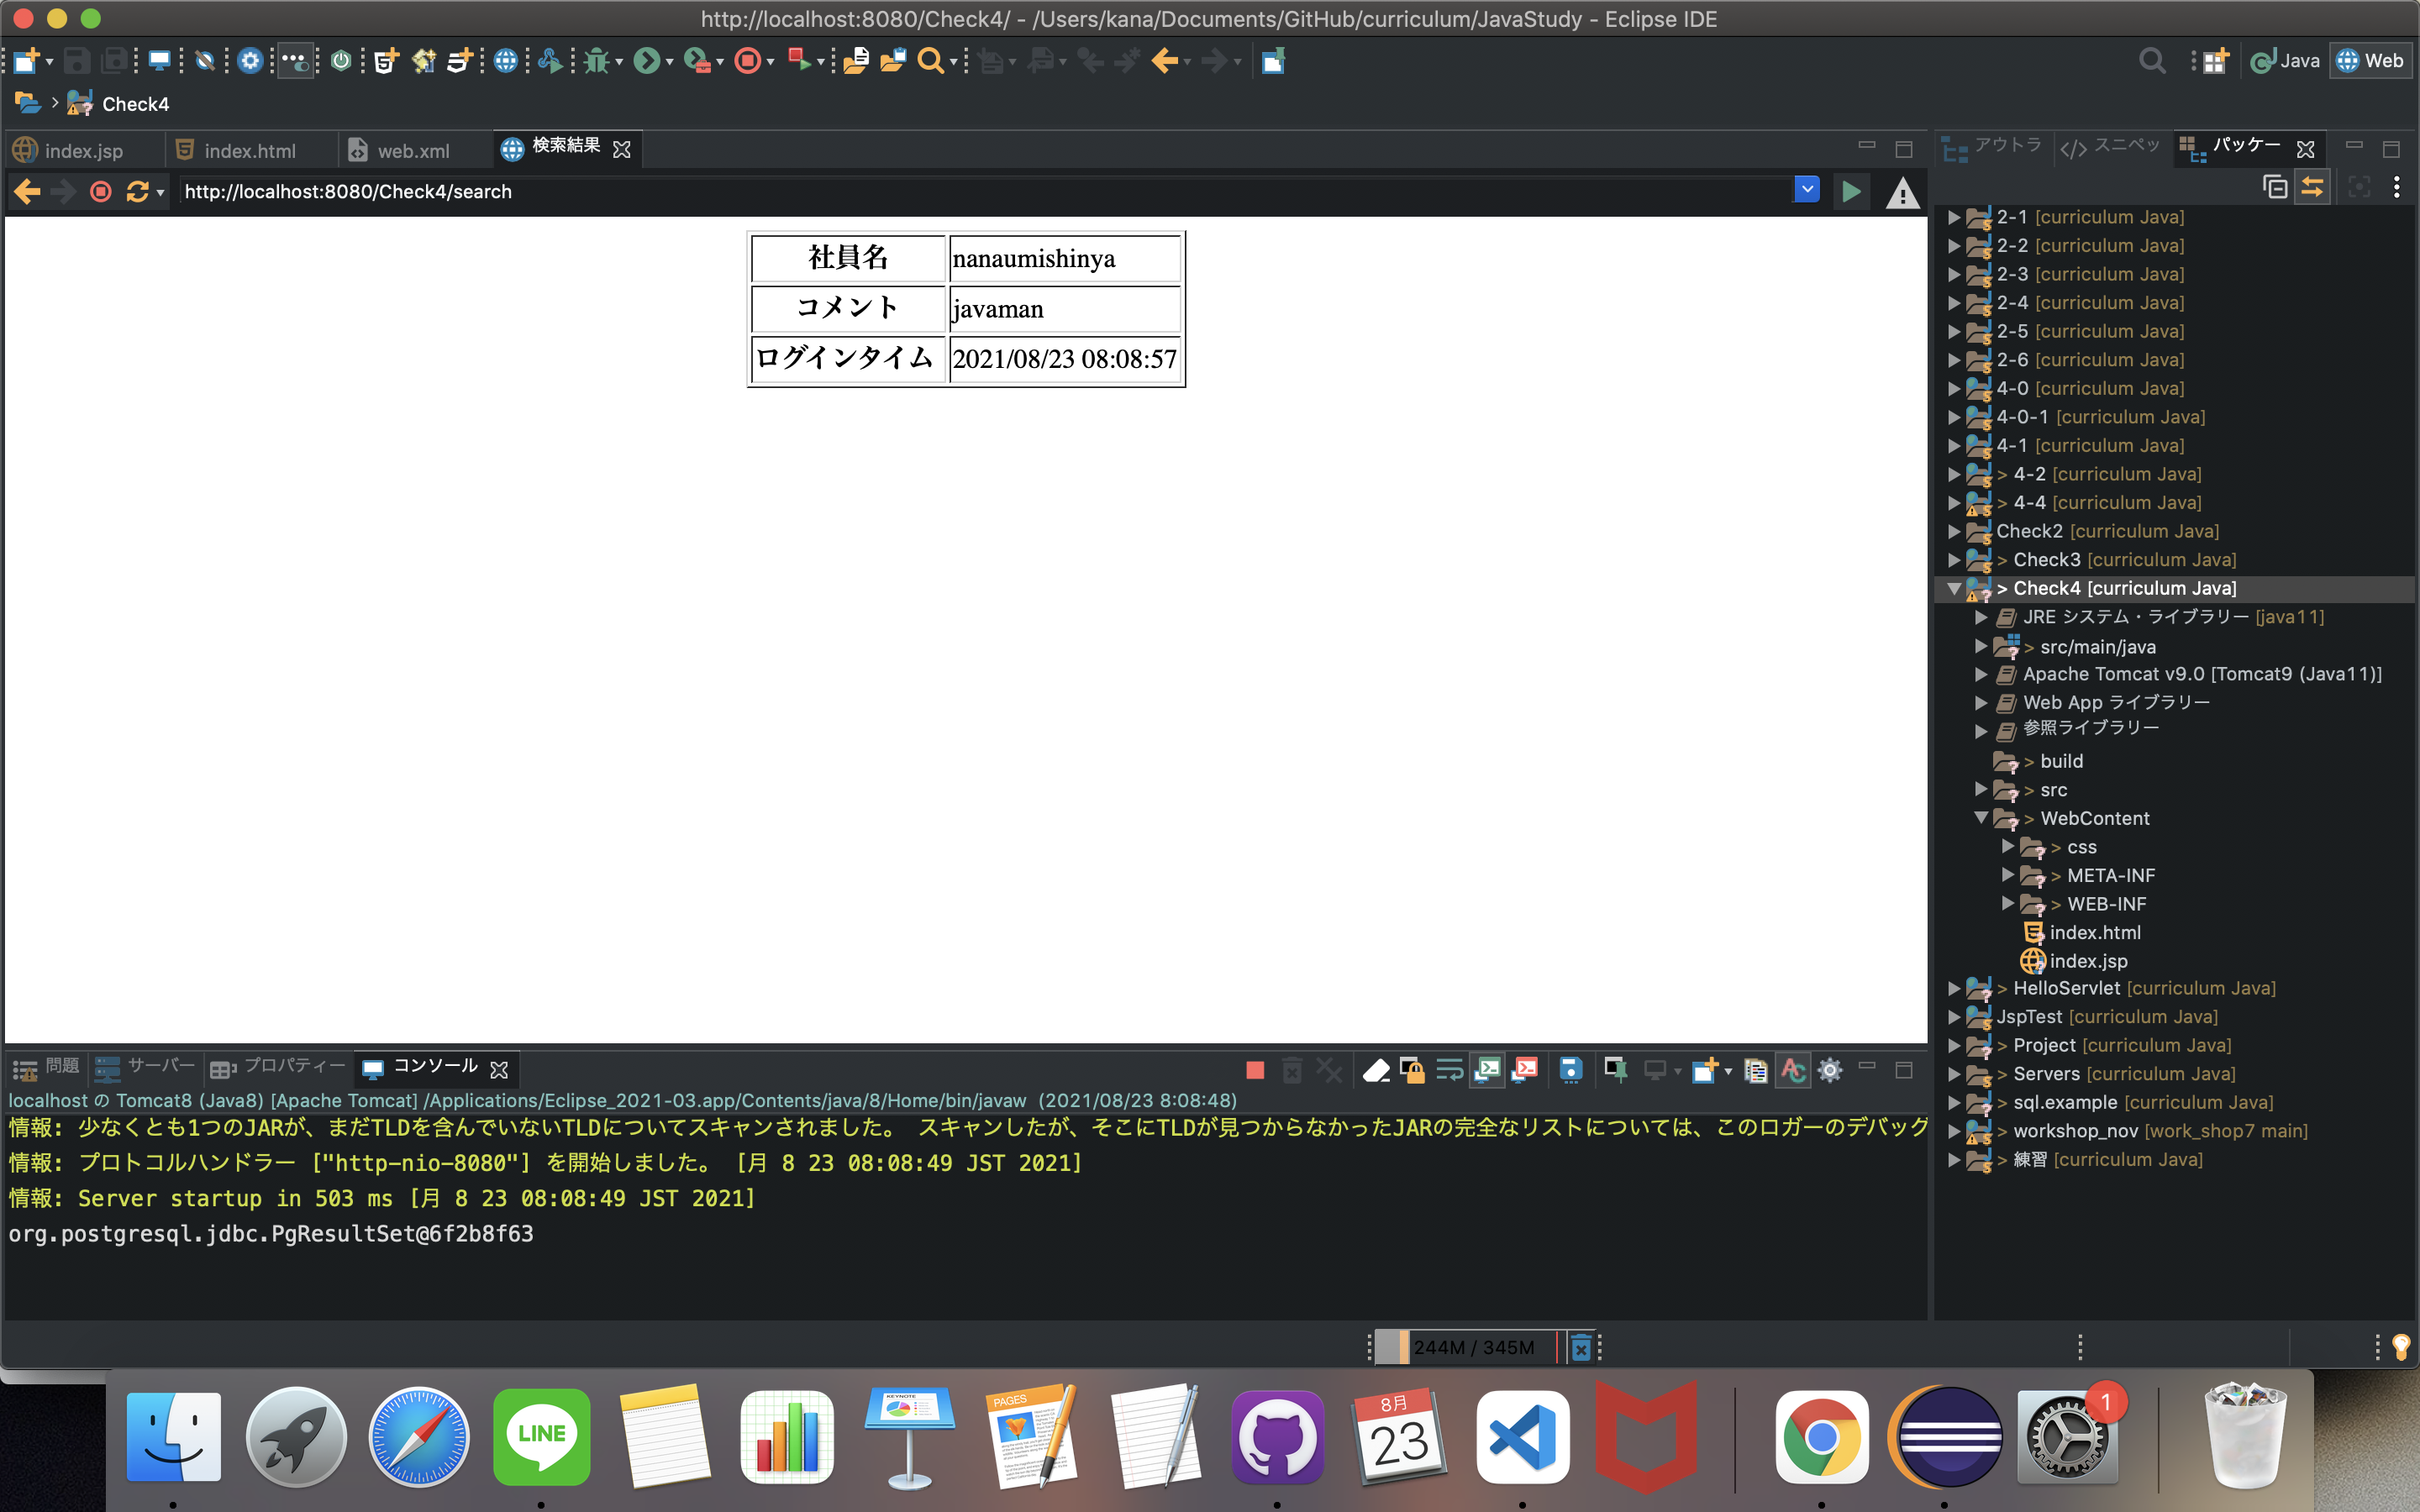 http://localhost:8080/Check4/ - /Users/kana/Documents/GitHub/curriculum/JavaStudy - Eclipse IDE
Java
Web
Check4
index.jsp
index.html
web.xml
検索結果
アウトラ
スニペッ
パッケー
http://localhost:8080/Check4/search
社員名 nanaumishinya
コメント javaman
ログインタイム 2021/08/23 08:08:57
2-1 [curriculum Java]
2-2 [curriculum Java]
2-3 [curriculum Java]
2-4 [curriculum Java]
2-5 [curriculum Java]
2-6 [curriculum Java]
4-0 [curriculum Java]
4-0-1 [curriculum Java]
4-1 [curriculum Java]
> 4-2 [curriculum Java]
> 4-4 [curriculum Java]
Check2 [curriculum Java]
> Check3 [curriculum Java]
> Check4 [curriculum Java]
JRE システム・ライブラリー [java11]
> src/main/java
Apache Tomcat v9.0 [Tomcat9 (Java11)]
Web App ライブラリー
参照ライブラリー
> build
> src
> WebContent
> css
> META-INF
> WEB-INF
index.html
index.jsp
> HelloServlet [curriculum Java]
JspTest [curriculum Java]
> Project [curriculum Java]
> Servers [curriculum Java]
> sql.example [curriculum Java]
> workshop_nov [work_shop7 main]
> 練習 [curriculum Java]
問題
サーバー
プロパティー
コンソール
localhost の Tomcat8 (Java8) [Apache Tomcat] /Applications/Eclipse_2021-03.app/Contents/java/8/Home/bin/javaw (2021/08/23 8:08:48)
情報: 少なくとも1つのJARが、まだTLDを含んでいないTLDについてスキャンされました。 スキャンしたが、そこにTLDが見つからなかったJARの完全なリストについては、このロガーのデバッグ
情報: プロトコルハンドラー ["http-nio-8080"] を開始しました。 [月 8 23 08:08:49 JST 2021]
情報: Server startup in 503 ms [月 8 23 08:08:49 JST 2021]
org.postgresql.jdbc.PgResultSet@6f2b8f63
244M / 345M
LINE
KEYNOTE
PAGES
8月
23
1